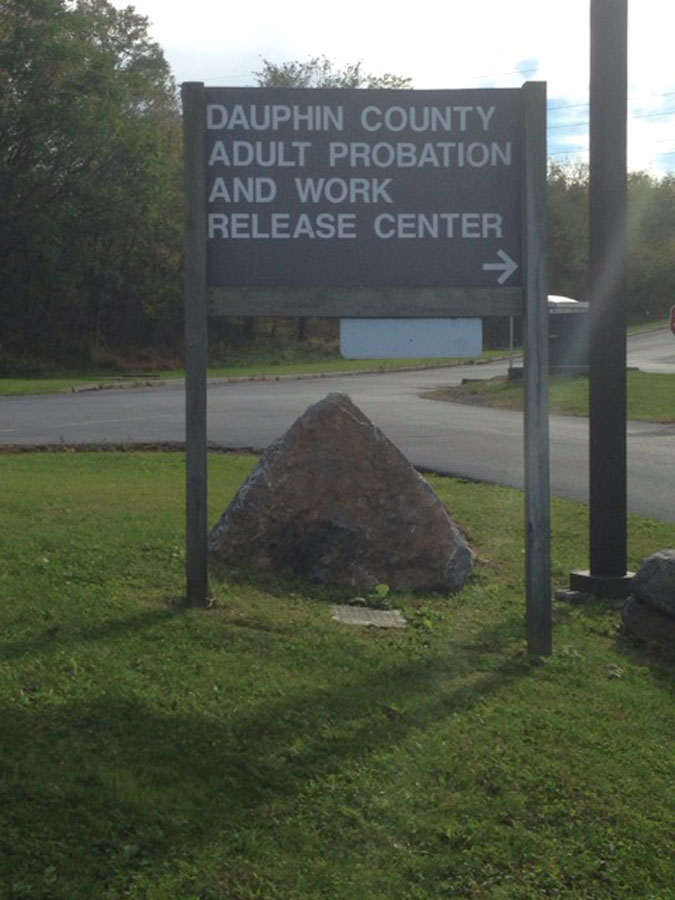 DAUPHIN COUNTY
ADULT PROBATION
AND WORK
RELEASE CENTER